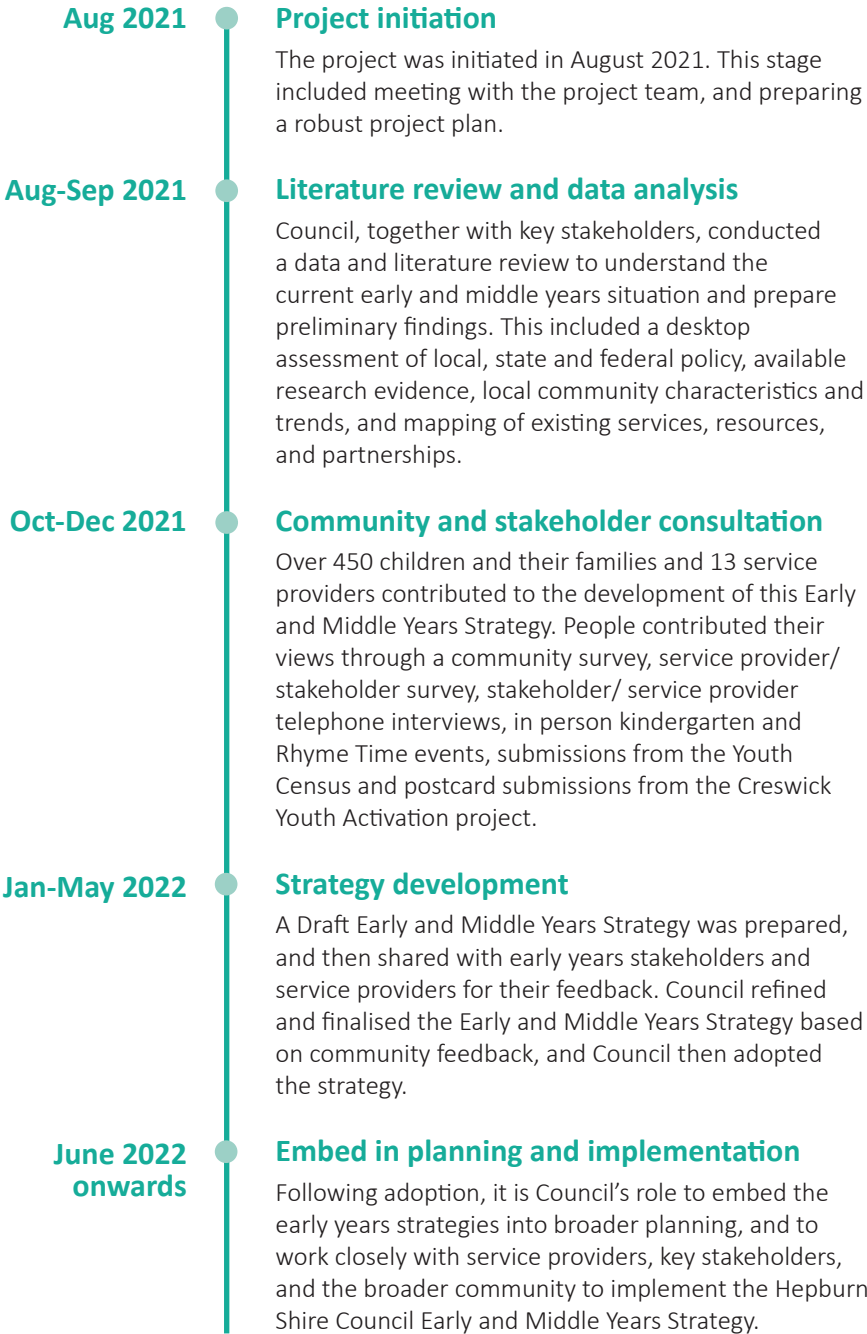 Aug 2021
Project initiation
The project was initiated in August 2021. This stage
included meeting with the project team, and preparing
a robust project plan.
Aug-Sep 2021
Literature review and data analysis
Council, together with key stakeholders, conducted
a data and literature review to understand the
current early and middle years situation and prepare
preliminary findings. This included a desktop
assessment of local, state and federal policy, available
research evidence, local community characteristics and
trends, and mapping of existing services, resources,
and partnerships.
Oct-Dec 2021
Community and stakeholder consultation
Over 450 children and their families and 13 service
providers contributed to the development of this Early
and Middle Years Strategy. People contributed their
views through a community survey, service provider/
stakeholder survey, stakeholder/ service provider
telephone interviews, in person kindergarten and
Rhyme Time events, submissions from the Youth
Census and postcard submissions from the Creswick
Youth Activation project.
Jan-May 2022
Strategy development
A Draft Early and Middle Years Strategy was prepared,
and then shared with early years stakeholders and
service providers for their feedback. Council refined
and finalised the Early and Middle Years Strategy based
on community feedback, and Council then adopted
the strategy.
June 2022
onwards
Embed in planning and implementation
Following adoption, it is Council’s role to embed the
early years strategies into broader planning, and to
work closely with service providers, key stakeholders,
and the broader community to implement the Hepburn
Shire Council Early and Middle Years Strategy.